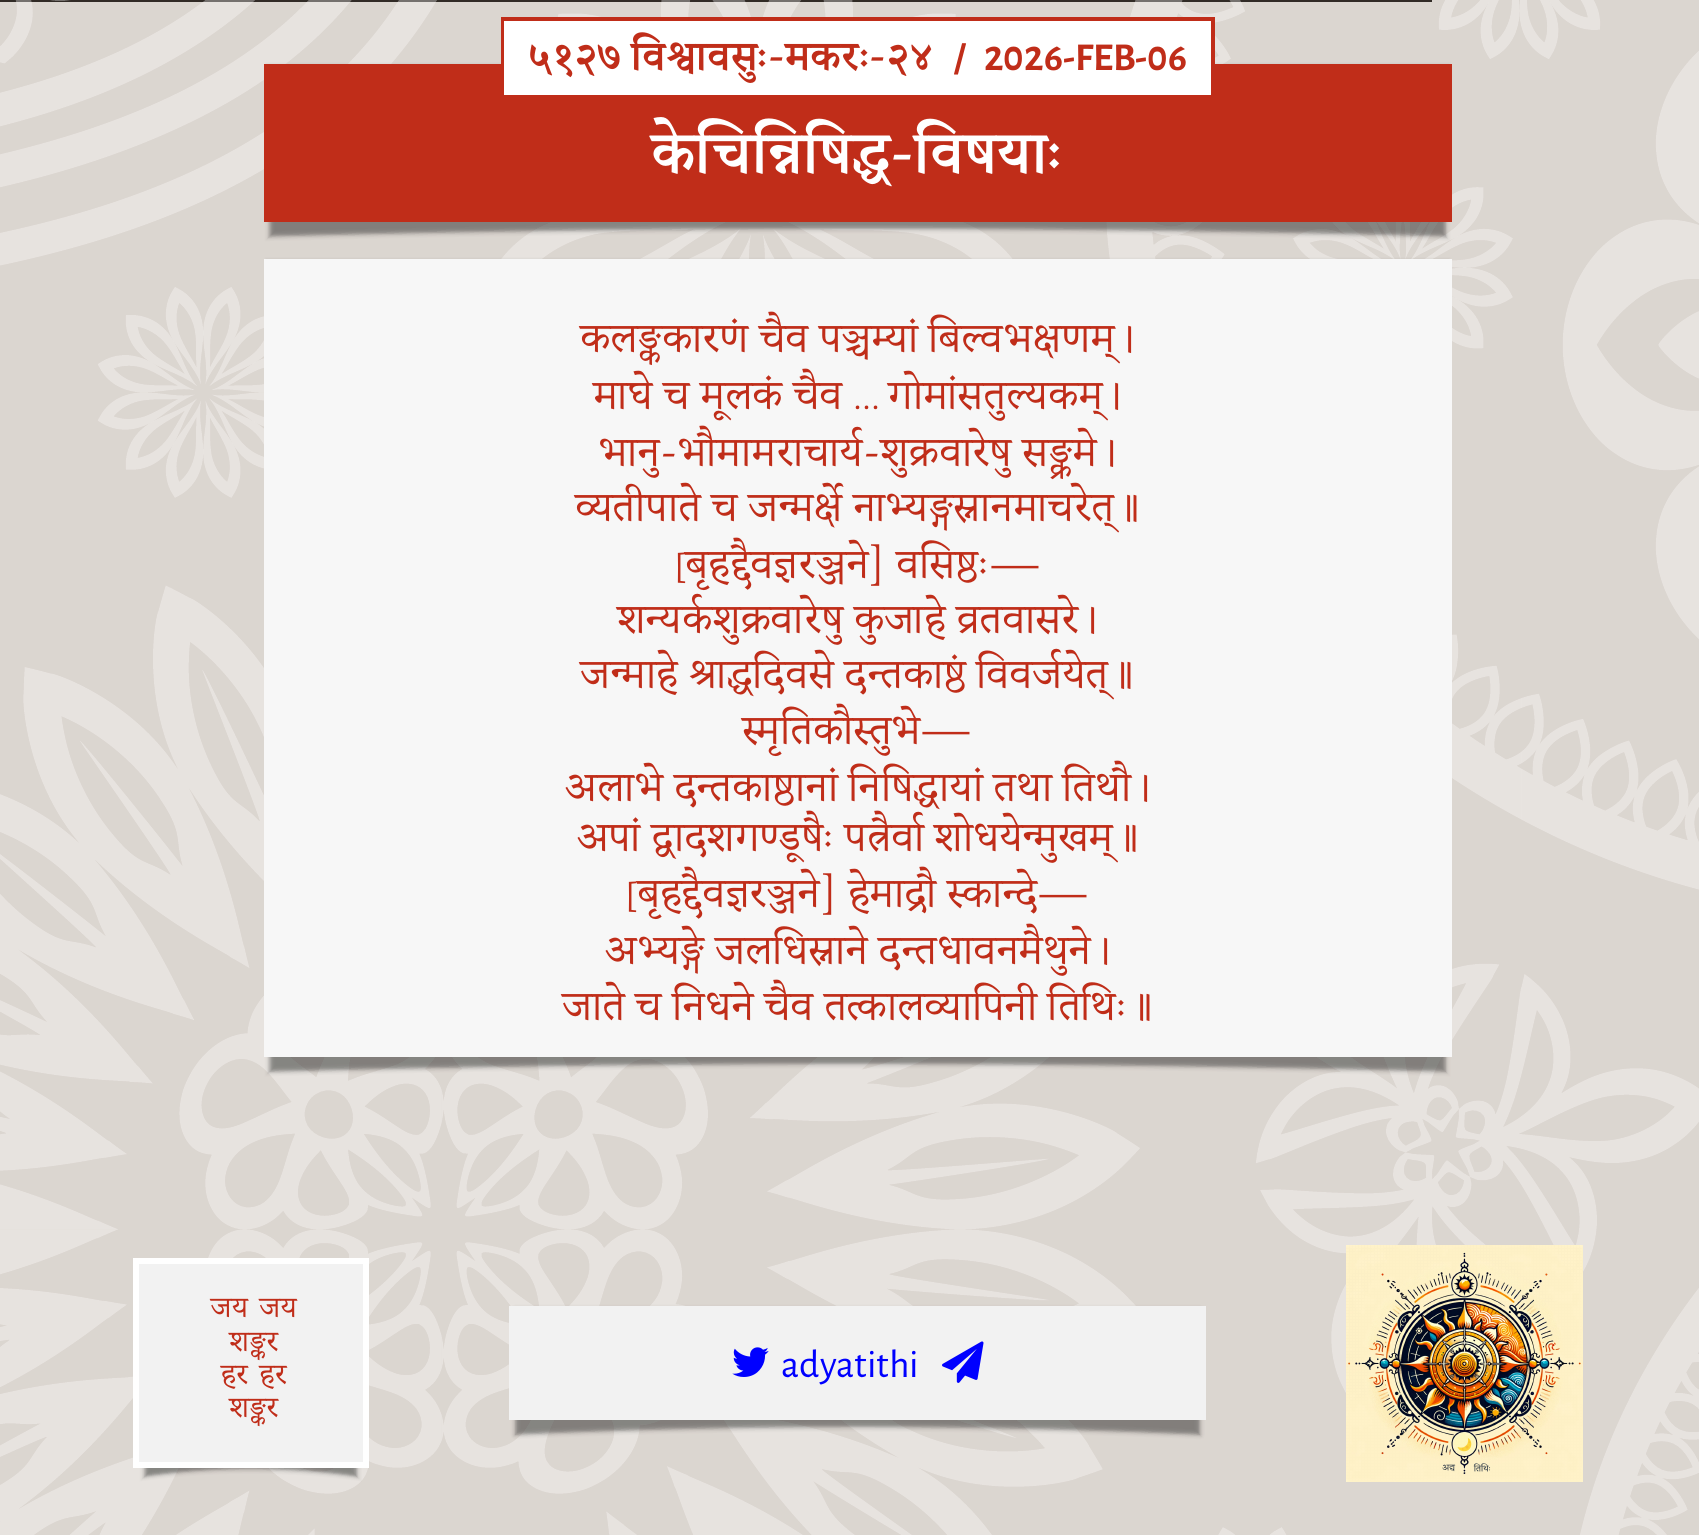 ५१२७ विश्वावसुः-मकरः-२४ / 2026-FEB-06
केचिन्निषिद्ध-विषयाः
कलङ्ककारणं चैव पञ्चम्यां बिल्वभक्षणम्।
माघे च मूलकं चैव ... गोमांसतुल्यकम्।
भानु-भौमामराचार्य-शुक्रवारेषु सङ्क्रमे।
व्यतीपाते च जन्मर्क्षे नाभ्यङ्गस्नानमाचरेत्॥
[बृहद्दैवज्ञरञ्जने] वसिष्ठः—
शन्यर्कशुक्रवारेषु कुजाहे व्रतवासरे।
जन्माहे श्राद्धदिवसे दन्तकाष्ठं विवर्जयेत्॥
स्मृतिकौस्तुभे—
अलाभे दन्तकाष्ठानां निषिद्धायां तथा तिथौ।
अपां द्वादशगण्डूषैः पत्रैर्वा शोधयेन्मुखम्॥
[बृहद्दैवज्ञरञ्जने] हेमाद्रौ स्कान्दे—
अभ्यङ्गे जलधिस्नाने दन्तधावनमैथुने।
जाते च निधने चैव तत्कालव्यापिनी तिथिः॥
जय जय
शङ्कर
हर हर
शङ्कर
adyatithi
अद्य तिथिः